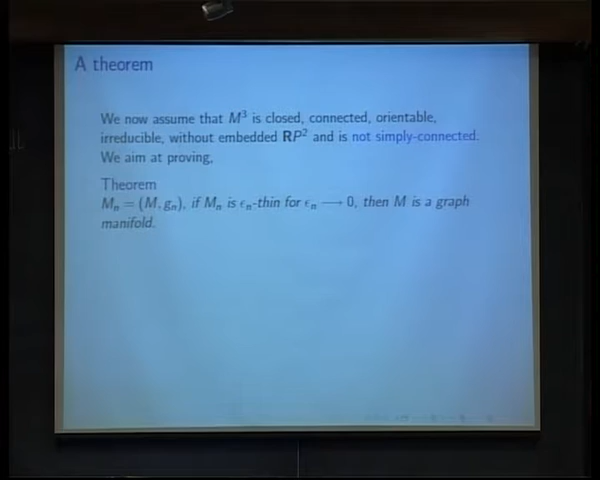 A theorem
We now assume that M³ is closed, connected, orientable,
irreducible, without embedded RP² and is not simply-connected.
We aim at proving,
Theorem
Mₙ = (M, gₙ), if Mₙ is ϵₙ-thin for ϵₙ ⟶ 0, then M is a graph
manifold.